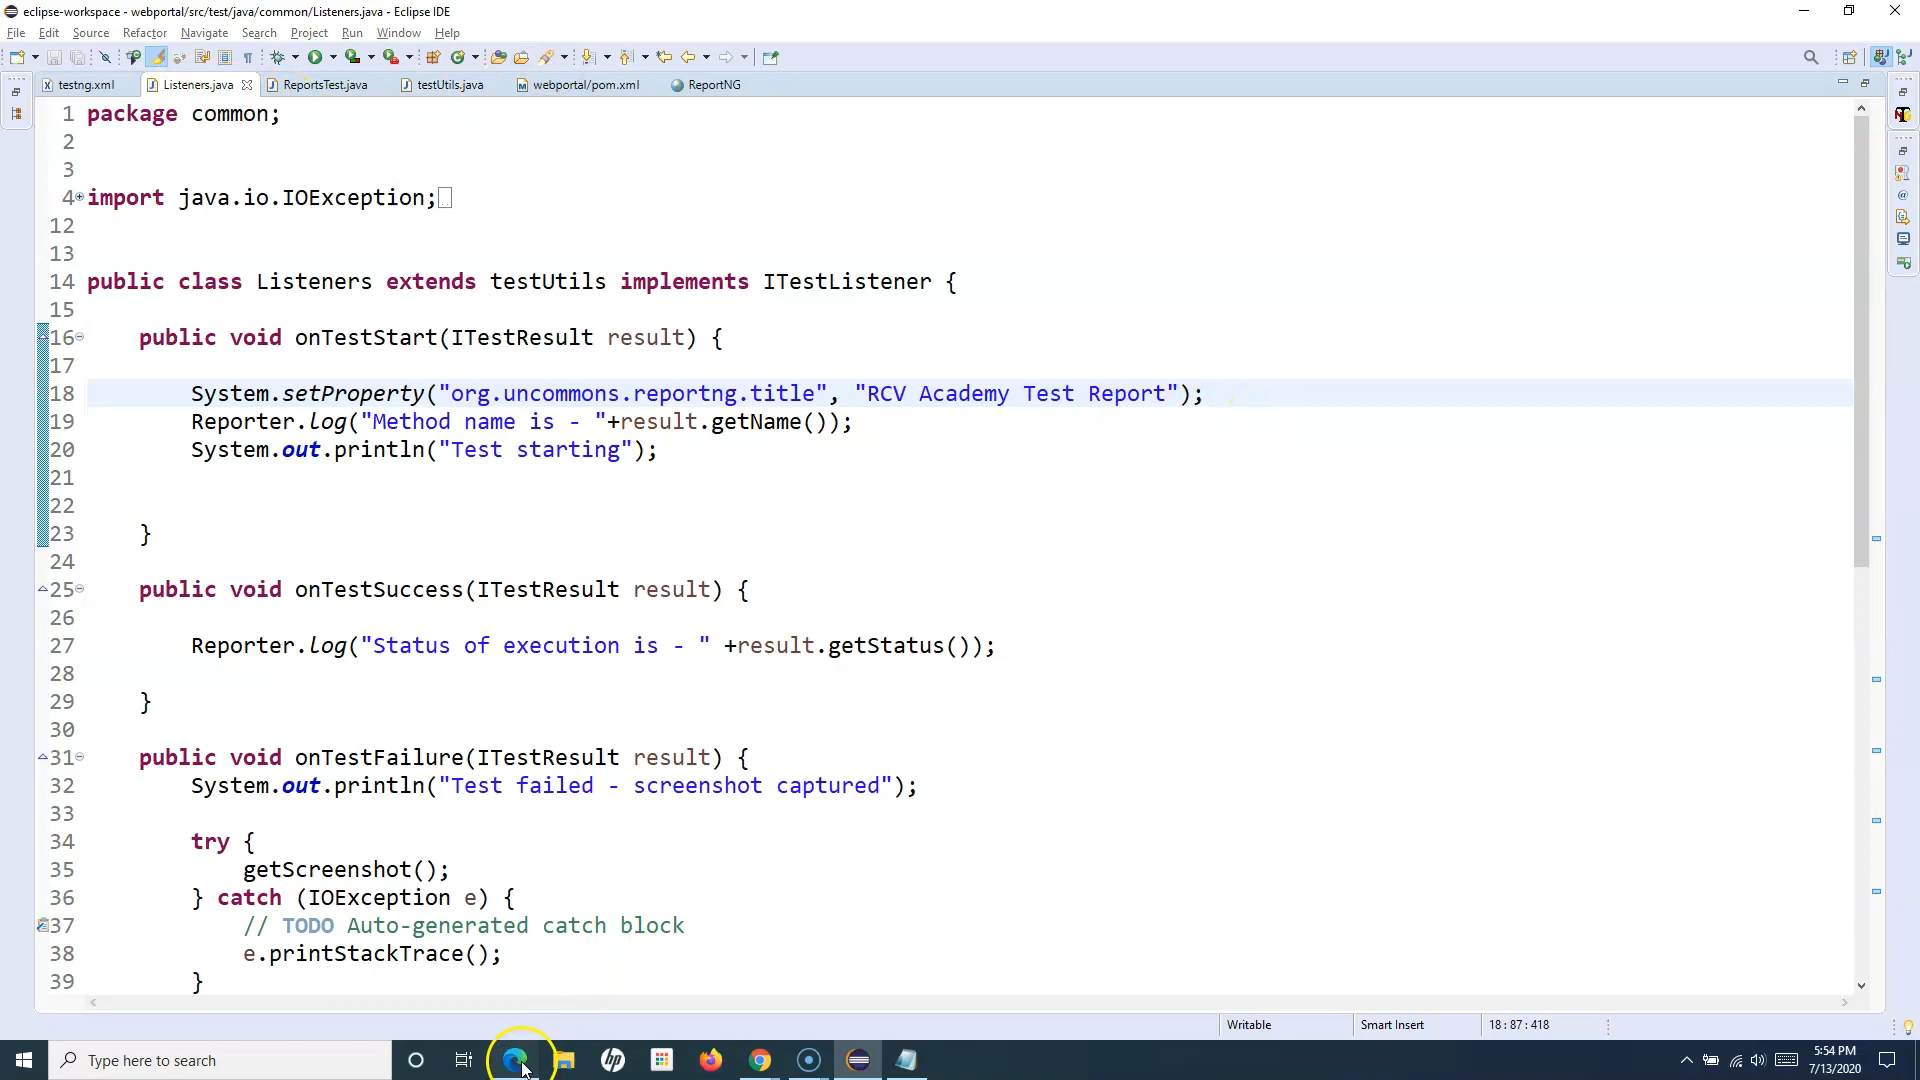 eclipse-workspace - webportal/src/test/java/common/Listeners.java - Eclipse IDE
File Edit Source Refactor Navigate Search Project Run Window Help
testng.xml Listeners.java ReportsTest.java testUtils.java webportal/pom.xml ReportNG
1 package common;
2
3
4 import java.io.IOException;
12
13
14 public class Listeners extends testUtils implements ITestListener {
15
16 public void onTestStart(ITestResult result) {
17
18 System.setProperty("org.uncommons.reportng.title", "RCV Academy Test Report");
19 Reporter.log("Method name is - "+result.getName());
20 System.out.println("Test starting");
21
22
23 }
24
25 public void onTestSuccess(ITestResult result) {
26
27 Reporter.log("Status of execution is - " +result.getStatus());
28
29 }
30
31 public void onTestFailure(ITestResult result) {
32 System.out.println("Test failed - screenshot captured");
33
34 try {
35 getScreenshot();
36 } catch (IOException e) {
37 // TODO Auto-generated catch block
38 e.printStackTrace();
39 }
Writable Smart Insert 18 : 87 : 418
Type here to search
5:54 PM
7/13/2020